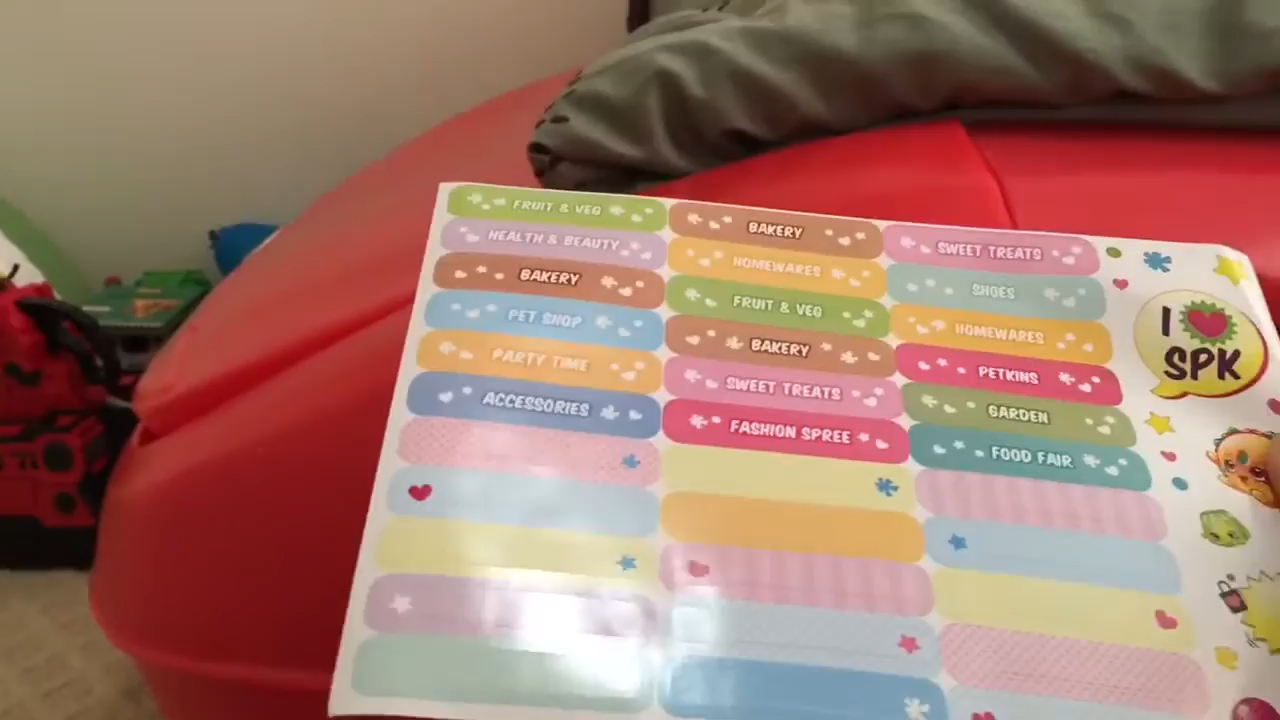 FRUIT & VEG
HEALTH & BEAUTY
BAKERY
PET SHOP
PARTY TIME
ACCESSORIES
BAKERY
HOMEWARES
FRUIT & VEG
BAKERY
SWEET TREATS
FASHION SPREE
SWEET TREATS
SHOES
HOMEWARES
PETKINS
GARDEN
FOOD FAIR
I
SPK